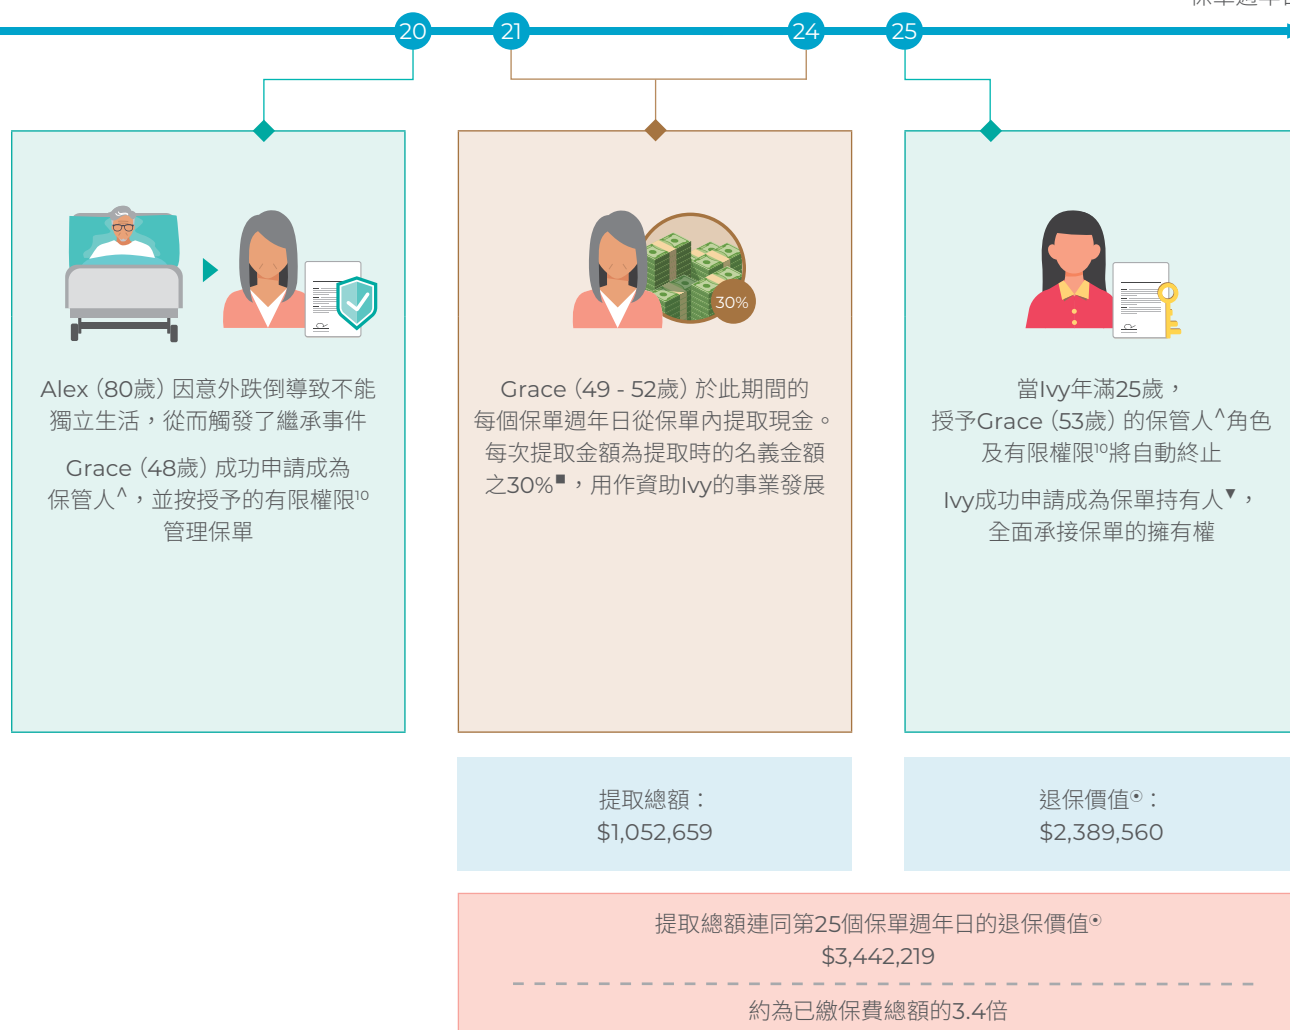 保單週年日
20
21
24
25
Alex（80歲）因意外跌倒導致不能
獨立生活，從而觸發了繼承事件
Grace（48歲）成功申請成為
保管人^，並按授予的有限權限¹⁰
管理保單
30%
Grace（49 - 52歲）於此期間的
每個保單週年日從保單內提取現金。
每次提取金額為提取時的名義金額
之30%■，用作資助Ivy的事業發展
當Ivy年滿25歲，
授予Grace（53歲）的保管人^角色
及有限權限¹⁰將自動終止
Ivy成功申請成為保單持有人▼，
全面承接保單的擁有權
提取總額：
$1,052,659
退保價值⊙：
$2,389,560
提取總額連同第25個保單週年日的退保價值⊙
$3,442,219
約為已繳保費總額的3.4倍